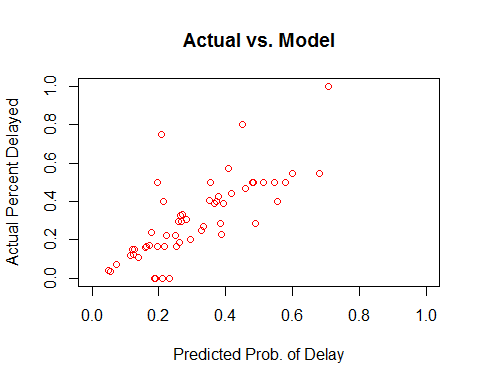 Actual vs. Model
Actual Percent Delayed
1.0
0.8
0.6
0.4
0.2
0.0
0.0 0.2 0.4 0.6 0.8 1.0
Predicted Prob. of Delay